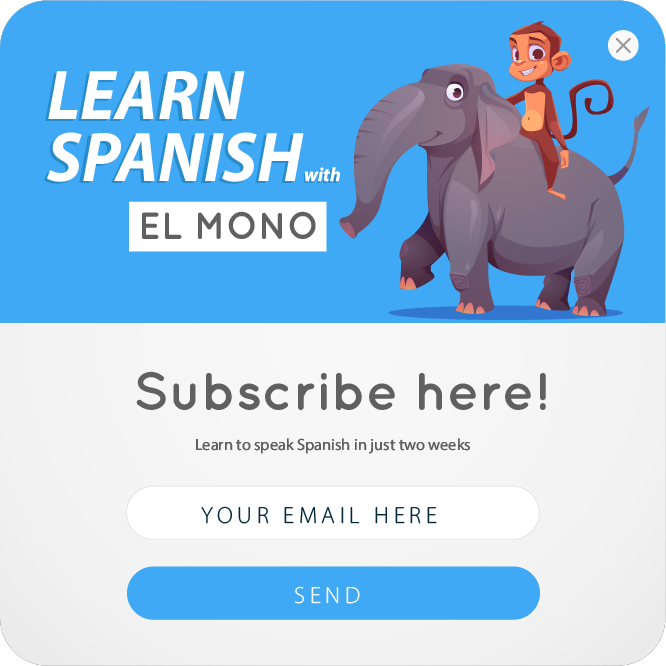 LEARN
SPANISH with
EL MONO
Subscribe here!
Learn to speak Spanish in just two weeks
YOUR EMAIL HERE
SEND